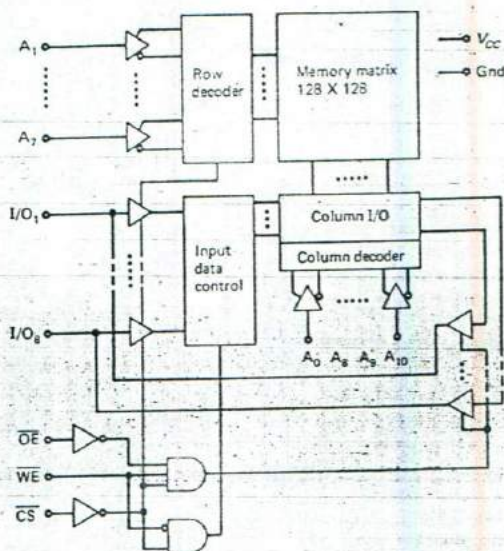 A₁
A₇
I/O₁
I/O₈
OE
WE
CS
Row
decoder
Memory matrix
128 X 128
V_CC
Gnd
Input
data
control
Column I/O
Column decoder
A₀ A₈ A₉ A₁₀